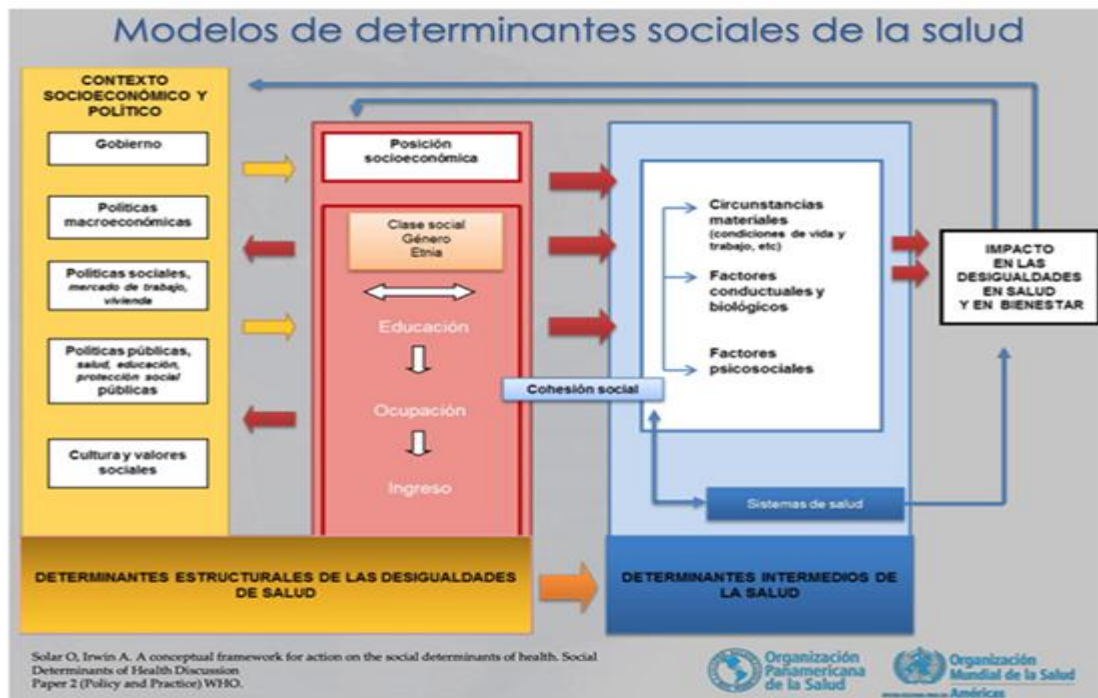 Modelos de determinantes sociales de la salud
CONTEXTO
SOCIOECONÓMICO Y
POLÍTICO
Gobierno
Políticas
macroeconómicas
Políticas sociales,
mercado de trabajo,
vivienda
Políticas públicas,
salud, educación,
protección social
públicas
Cultura y valores
sociales
Posición
socioeconómica
Clase social
Género
Etnia
Educación
Ocupación
Ingreso
Cohesión social
Circunstancias
materiales
(condiciones de vida y
trabajo, etc)
Factores
conductuales y
biológicos
Factores
psicosociales
Sistemas de salud
IMPACTO
EN LAS
DESIGUALDADES
EN SALUD
Y EN BIENESTAR
DETERMINANTES ESTRUCTURALES DE LAS DESIGUALDADES
DE SALUD
DETERMINANTES INTERMEDIOS DE
LA SALUD
Solar O, Irwin A. A conceptual framework for action on the social determinants of health. Social
Determinants of Health Discussion
Paper 2 (Policy and Practice) WHO.
Organización
Panamericana
de la Salud
Organización
Mundial de la Salud
Américas